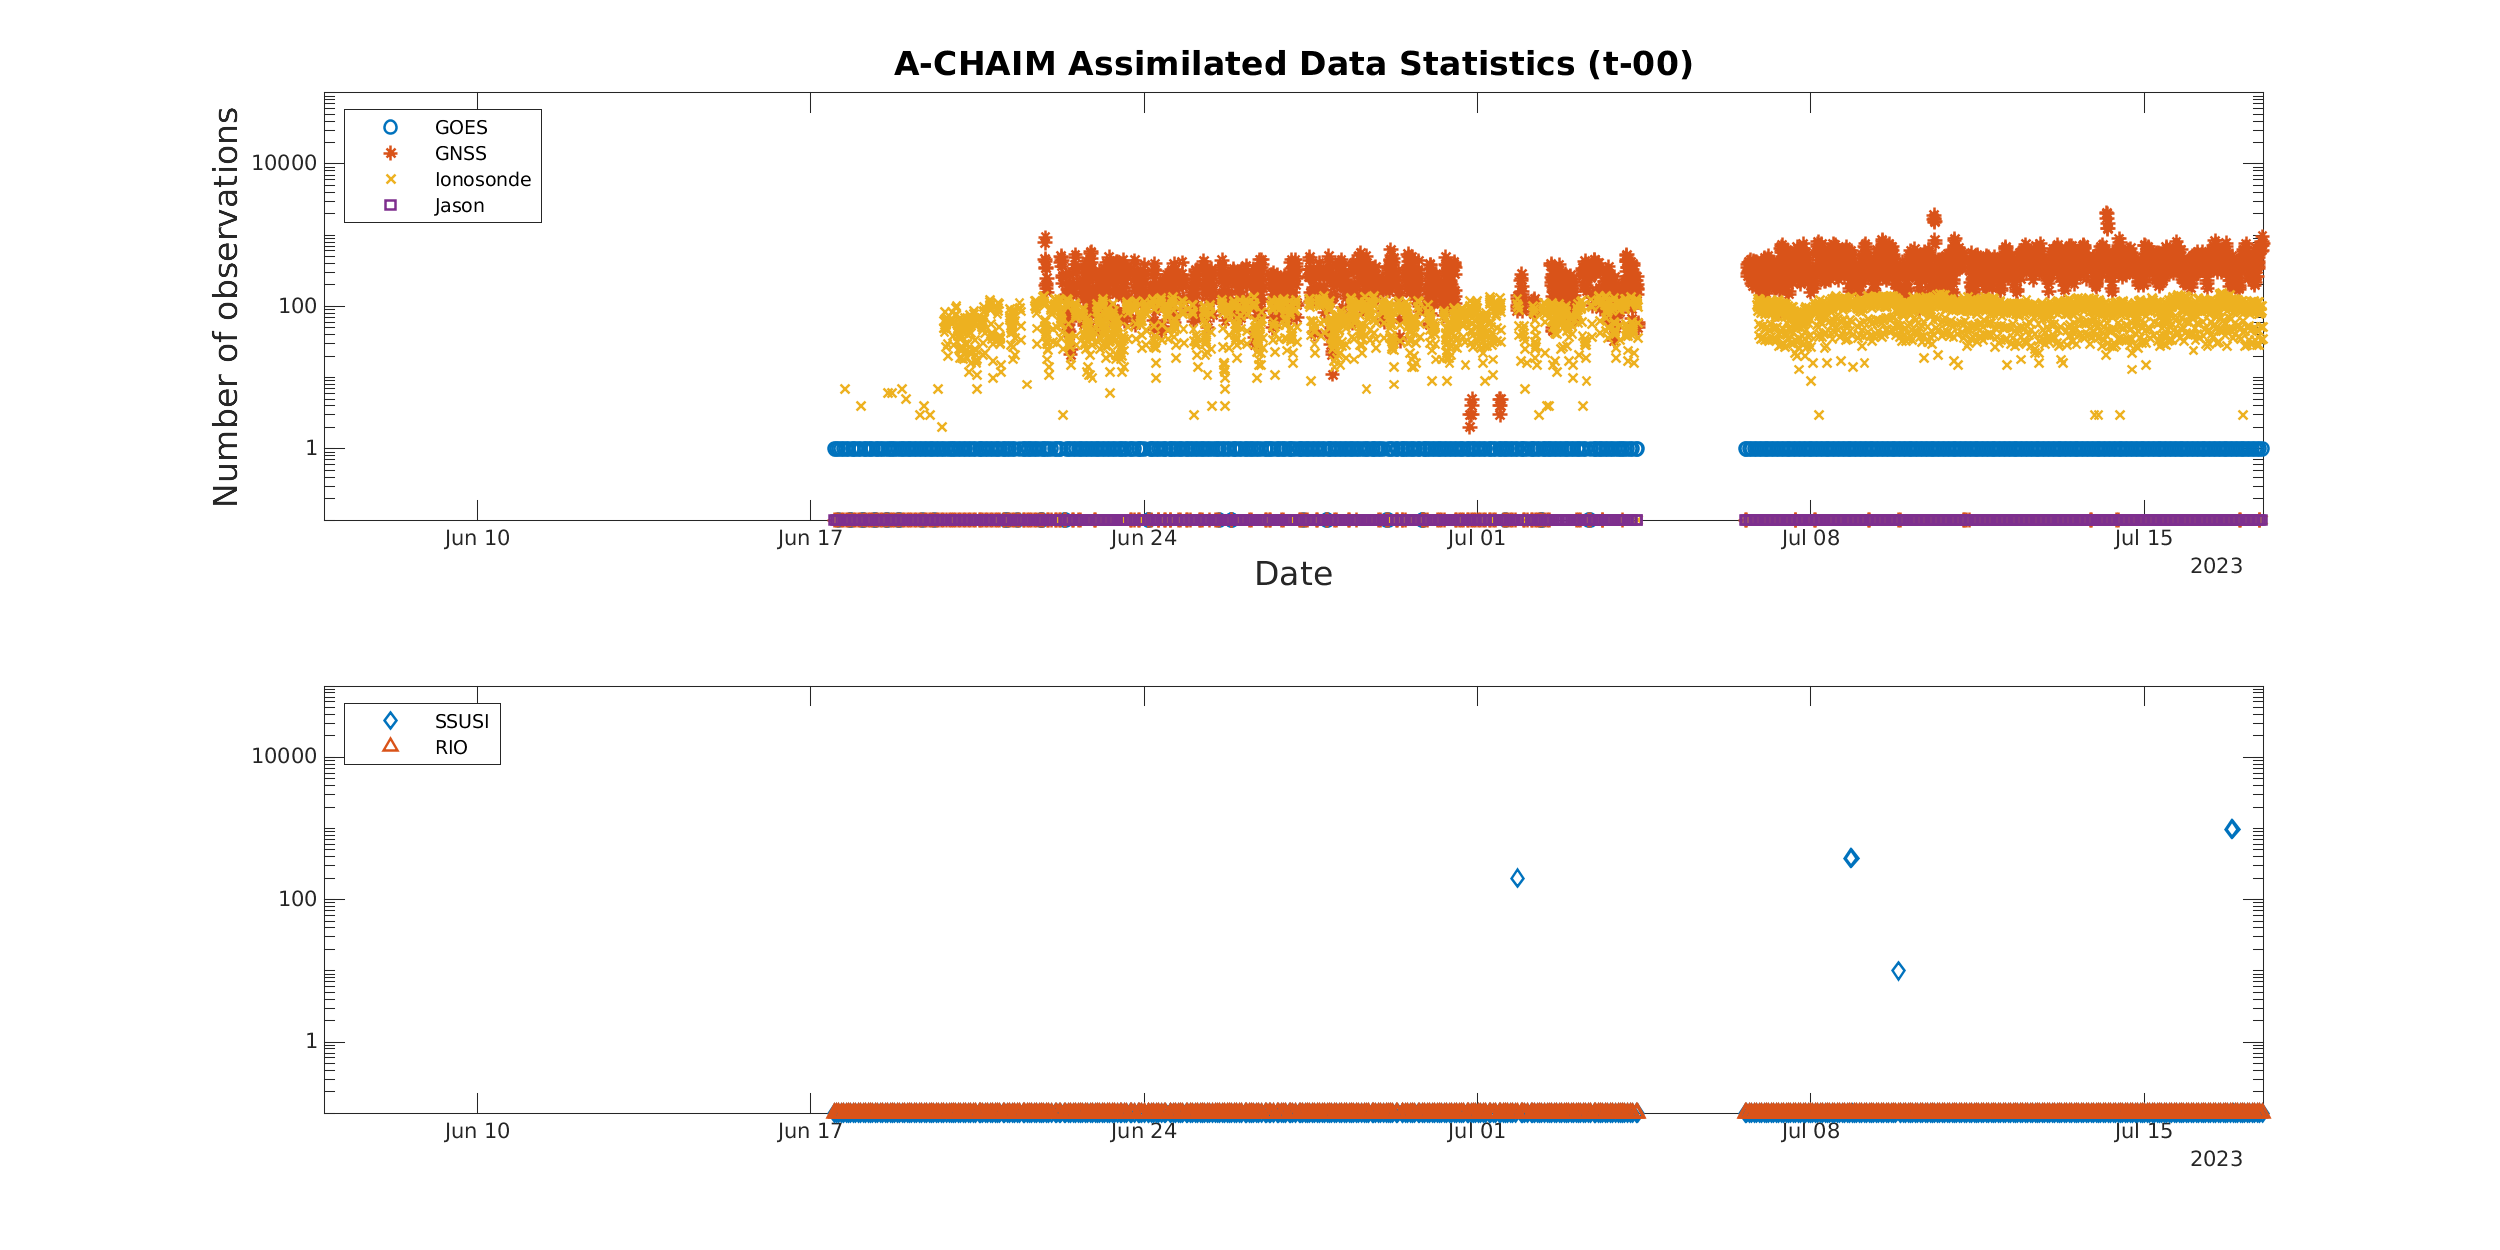 A-CHAIM Assimilated Data Statistics (t-00)
Number of observations
10000
100
1
GOES
GNSS
Ionosonde
Jason
Jun 10
Jun 17
Jun 24
Jul 01
Jul 08
Jul 15
2023
Date
10000
100
1
SSUSI
RIO
Jun 10
Jun 17
Jun 24
Jul 01
Jul 08
Jul 15
2023